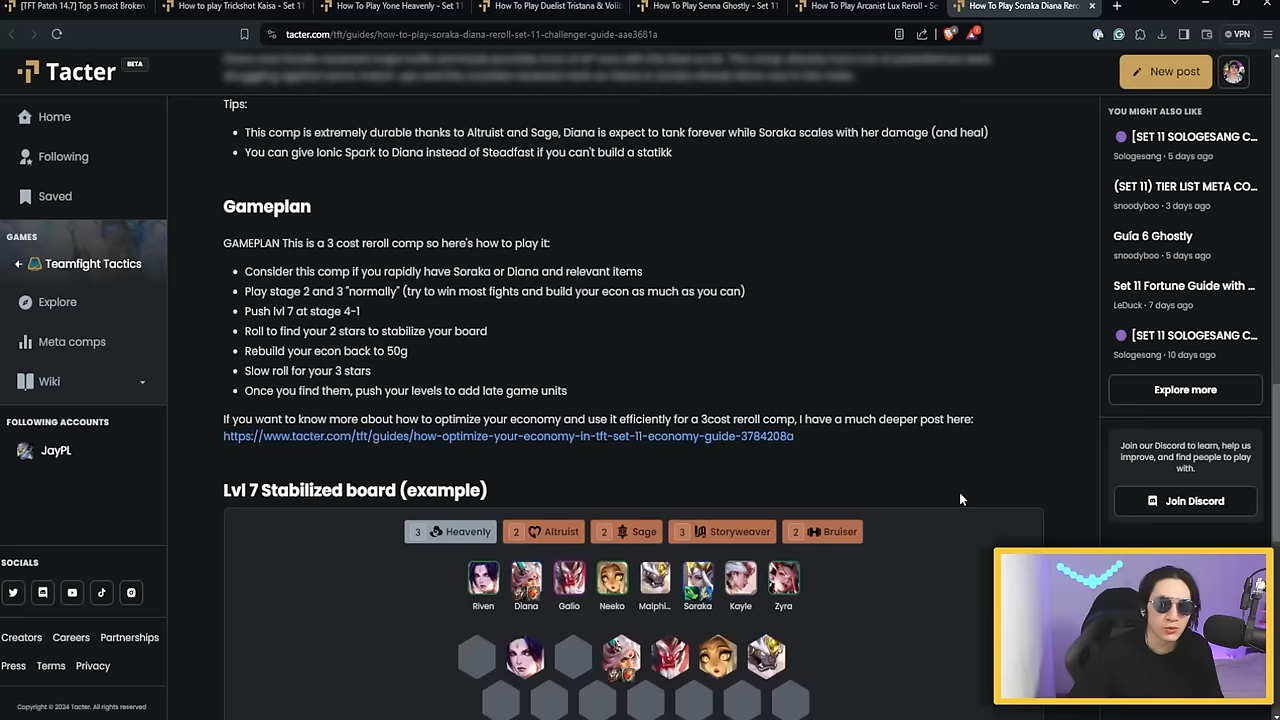 [TFT Patch 14.7] Top 5 most Broken
How to play Trickshot Kaisa - Set 11
How To Play Yone Heavenly - Set 11
How To Play Duelist Tristana & Voli
How To Play Senna Ghostly - Set 11
How To Play Arcanist Lux Reroll - Se
How To Play Soraka Diana Rero
tacter.com/tft/guides/how-to-play-soraka-diana-reroll-set-11-challenger-guide-aae3681a
VPN
Tacter
BETA
New post
Home
Following
Saved
GAMES
Teamfight Tactics
Explore
Meta comps
Wiki
FOLLOWING ACCOUNTS
JayPL
SOCIALS
Creators Careers Partnerships
Press Terms Privacy
Copyright © 2024 Tacter. All rights reserved
Tips:
• This comp is extremely durable thanks to Altruist and Sage, Diana is expect to tank forever while Soraka scales with her damage (and heal)
• You can give Ionic Spark to Diana instead of Steadfast if you can't build a statikk
Gameplan
GAMEPLAN This is a 3 cost reroll comp so here's how to play it:
• Consider this comp if you rapidly have Soraka or Diana and relevant items
• Play stage 2 and 3 "normally" (try to win most fights and build your econ as much as you can)
• Push lvl 7 at stage 4-1
• Roll to find your 2 stars to stabilize your board
• Rebuild your econ back to 50g
• Slow roll for your 3 stars
• Once you find them, push your levels to add late game units
If you want to know more about how to optimize your economy and use it efficiently for a 3cost reroll comp, I have a much deeper post here:
https://www.tacter.com/tft/guides/how-optimize-your-economy-in-tft-set-11-economy-guide-3784208a
Lvl 7 Stabilized board (example)
3 Heavenly 2 Altruist 2 Sage 3 Storyweaver 2 Bruiser
Riven Diana Galio Neeko Malphi... Soraka Kayle Zyra
YOU MIGHT ALSO LIKE
[SET 11 SOLOGESANG C...
Sologesang · 5 days ago
(SET 11) TIER LIST META CO...
snoodyboo · 3 days ago
Guía 6 Ghostly
snoodyboo · 5 days ago
Set 11 Fortune Guide with ...
LeDuck · 7 days ago
[SET 11 SOLOGESANG C...
Sologesang · 10 days ago
Explore more
Join our Discord to learn, help us
improve, and find people to play
with.
Join Discord